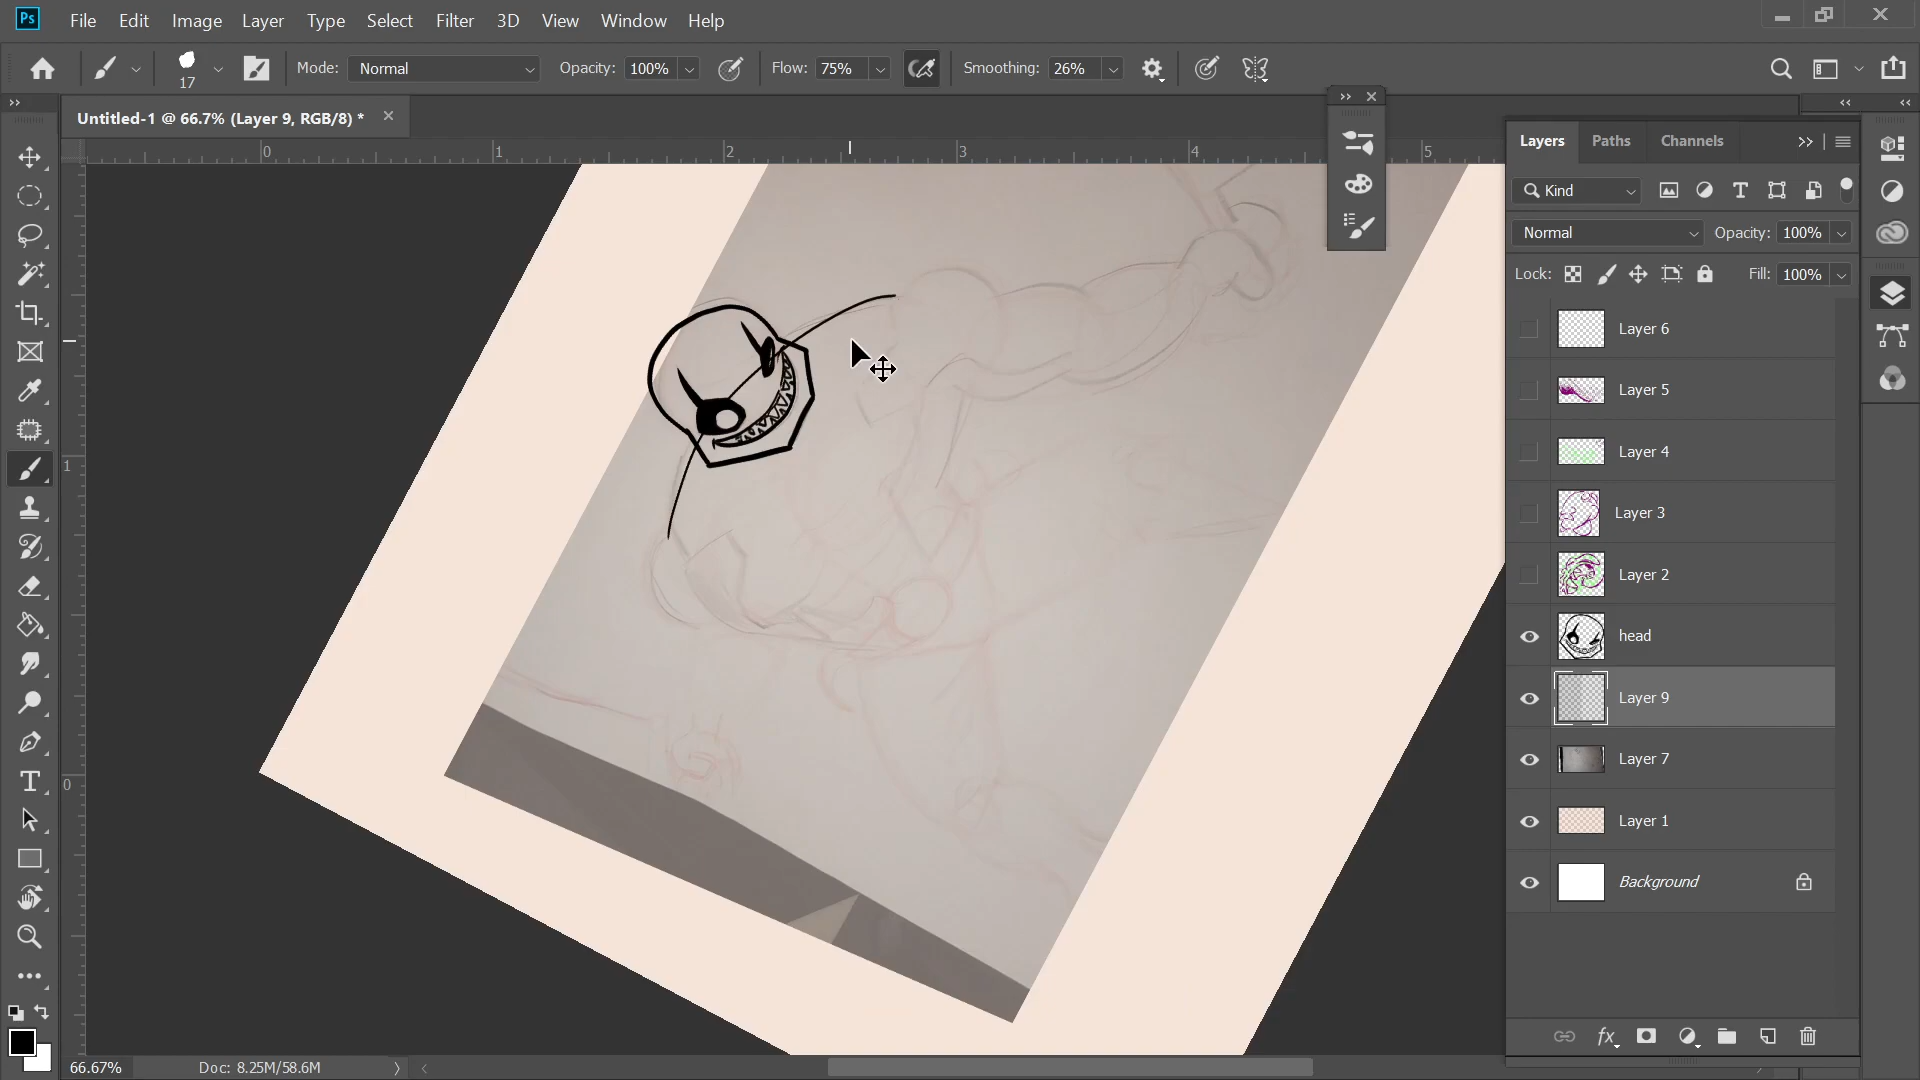 Ps File Edit Image Layer Type Select Filter 3D View Window Help
17 Mode: Normal Opacity: 100% Flow: 75% Smoothing: 26%
Untitled-1 @ 66.7% (Layer 9, RGB/8) *
0 1 2 3 4 5
1
0
Layers Paths Channels
Kind
Normal Opacity: 100%
Lock: Fill: 100%
Layer 6
Layer 5
Layer 4
Layer 3
Layer 2
head
Layer 9
Layer 7
Layer 1
Background
66.67% Doc: 8.25M/58.6M